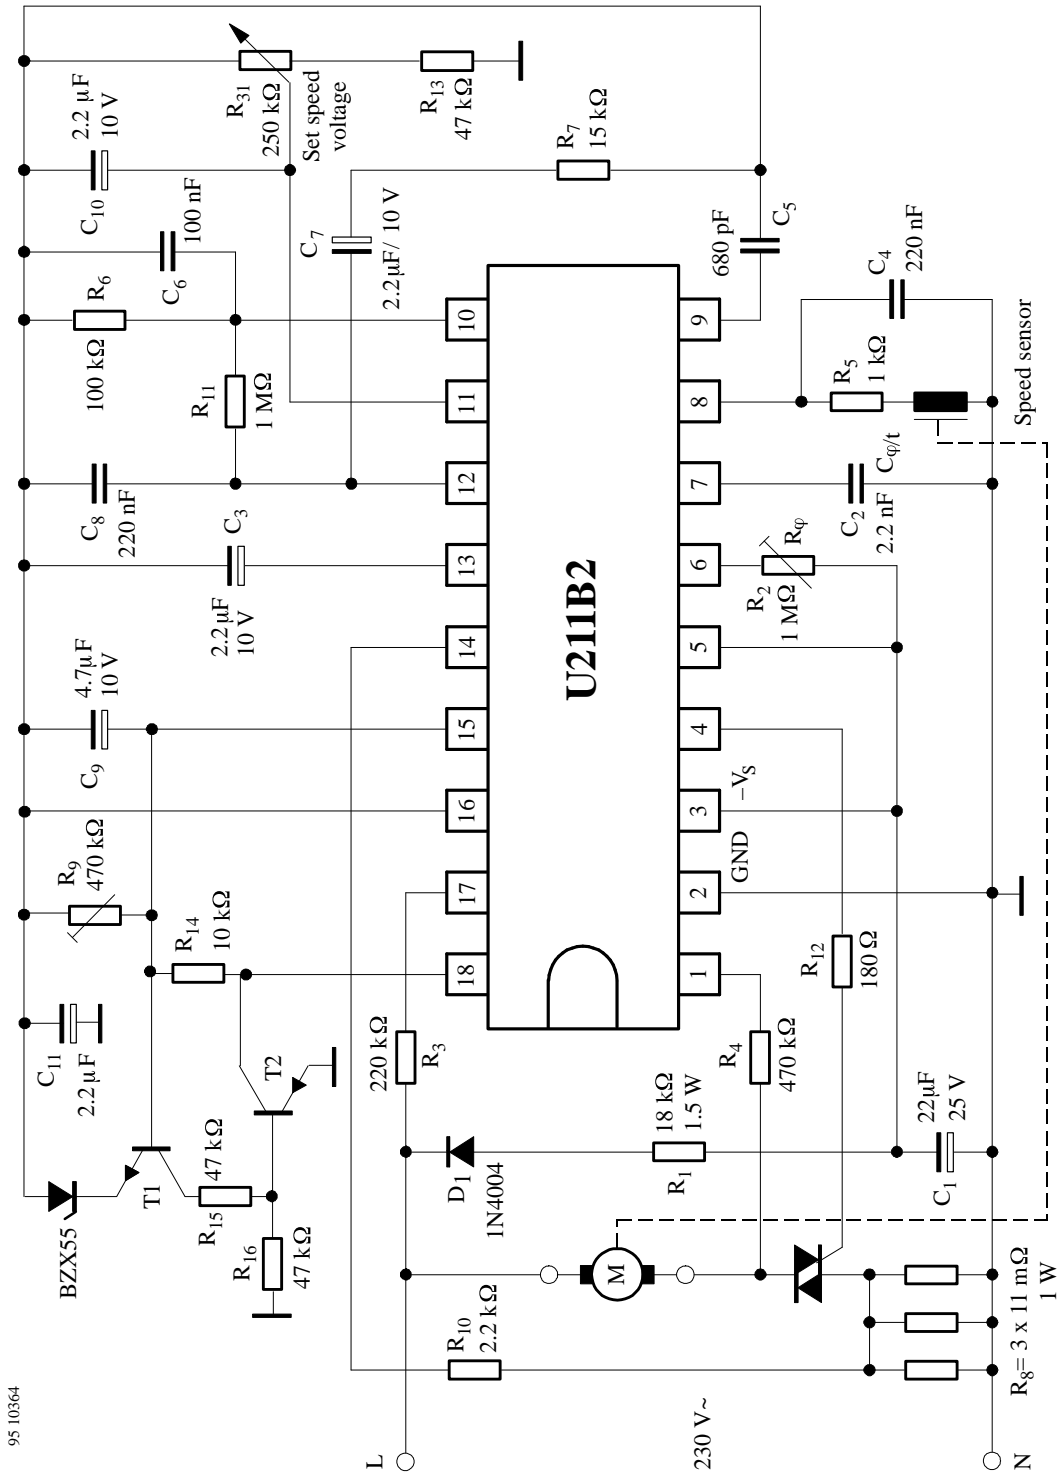 L
N
230 V~
95 10364
BZX55
T1
T2
C11
2.2 µF
R9
470 kΩ
C9
4.7µF
10 V
C8
220 nF
R6
100 kΩ
C6
100 nF
C10
2.2 µF
10 V
R31
250 kΩ
Set speed
voltage
R13
47 kΩ
R14
10 kΩ
R15
47 kΩ
R16
47 kΩ
R11
1 MΩ
C3
2.2 µF
10 V
C7
2.2µF/ 10 V
R7
15 kΩ
R3
220 kΩ
R10
2.2 kΩ
18
17
16
15
14
13
12
11
10
U211B2
1
2
3
4
5
6
7
8
9
GND
–VS
C5
680 pF
R4
470 kΩ
R12
180 Ω
R2
1 MΩ
Rφ
C2
2.2 nF
Cφ/t
R5
1 kΩ
C4
220 nF
Speed sensor
D1
1N4004
R1
18 kΩ
1.5 W
C1
22µF
25 V
M
R8= 3 x 11 mΩ
1 W